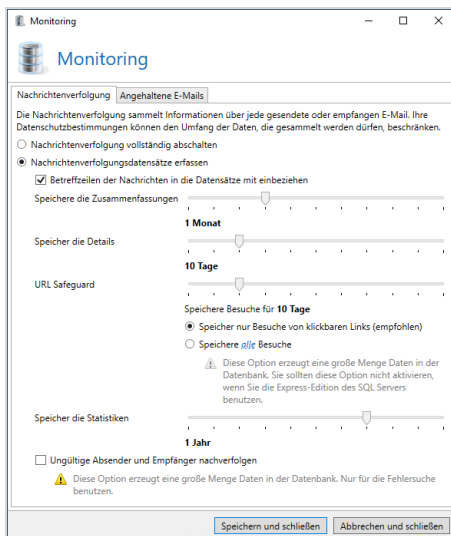 Monitoring
Monitoring
Nachrichtenverfolgung Angehaltene E-Mails
Die Nachrichtenverfolgung sammelt Informationen über jede gesendete oder empfangen E-Mail. Ihre
Datenschutzbestimmungen können den Umfang der Daten, die gesammelt werden dürfen, beschränken.
Nachrichtenverfolgung vollständig abschalten
Nachrichtenverfolgungsdatensätze erfassen
Betreffzeilen der Nachrichten in die Datensätze mit einbeziehen
Speichere die Zusammenfassungen
1 Monat
Speicher die Details
10 Tage
URL Safeguard
Speichere Besuche für 10 Tage
Speicher nur Besuche von klickbaren Links (empfohlen)
Speichere alle Besuche
Diese Option erzeugt eine große Menge Daten in der
Datenbank. Sie sollten diese Option nicht aktivieren,
wenn Sie die Express-Edition des SQL Servers
benutzen.
Speicher die Statistiken
1 Jahr
Ungültige Absender und Empfänger nachverfolgen
Diese Option erzeugt eine große Menge Daten in der Datenbank. Nur für die Fehlersuche
benutzen.
Speichern und schließen Abbrechen und schließen